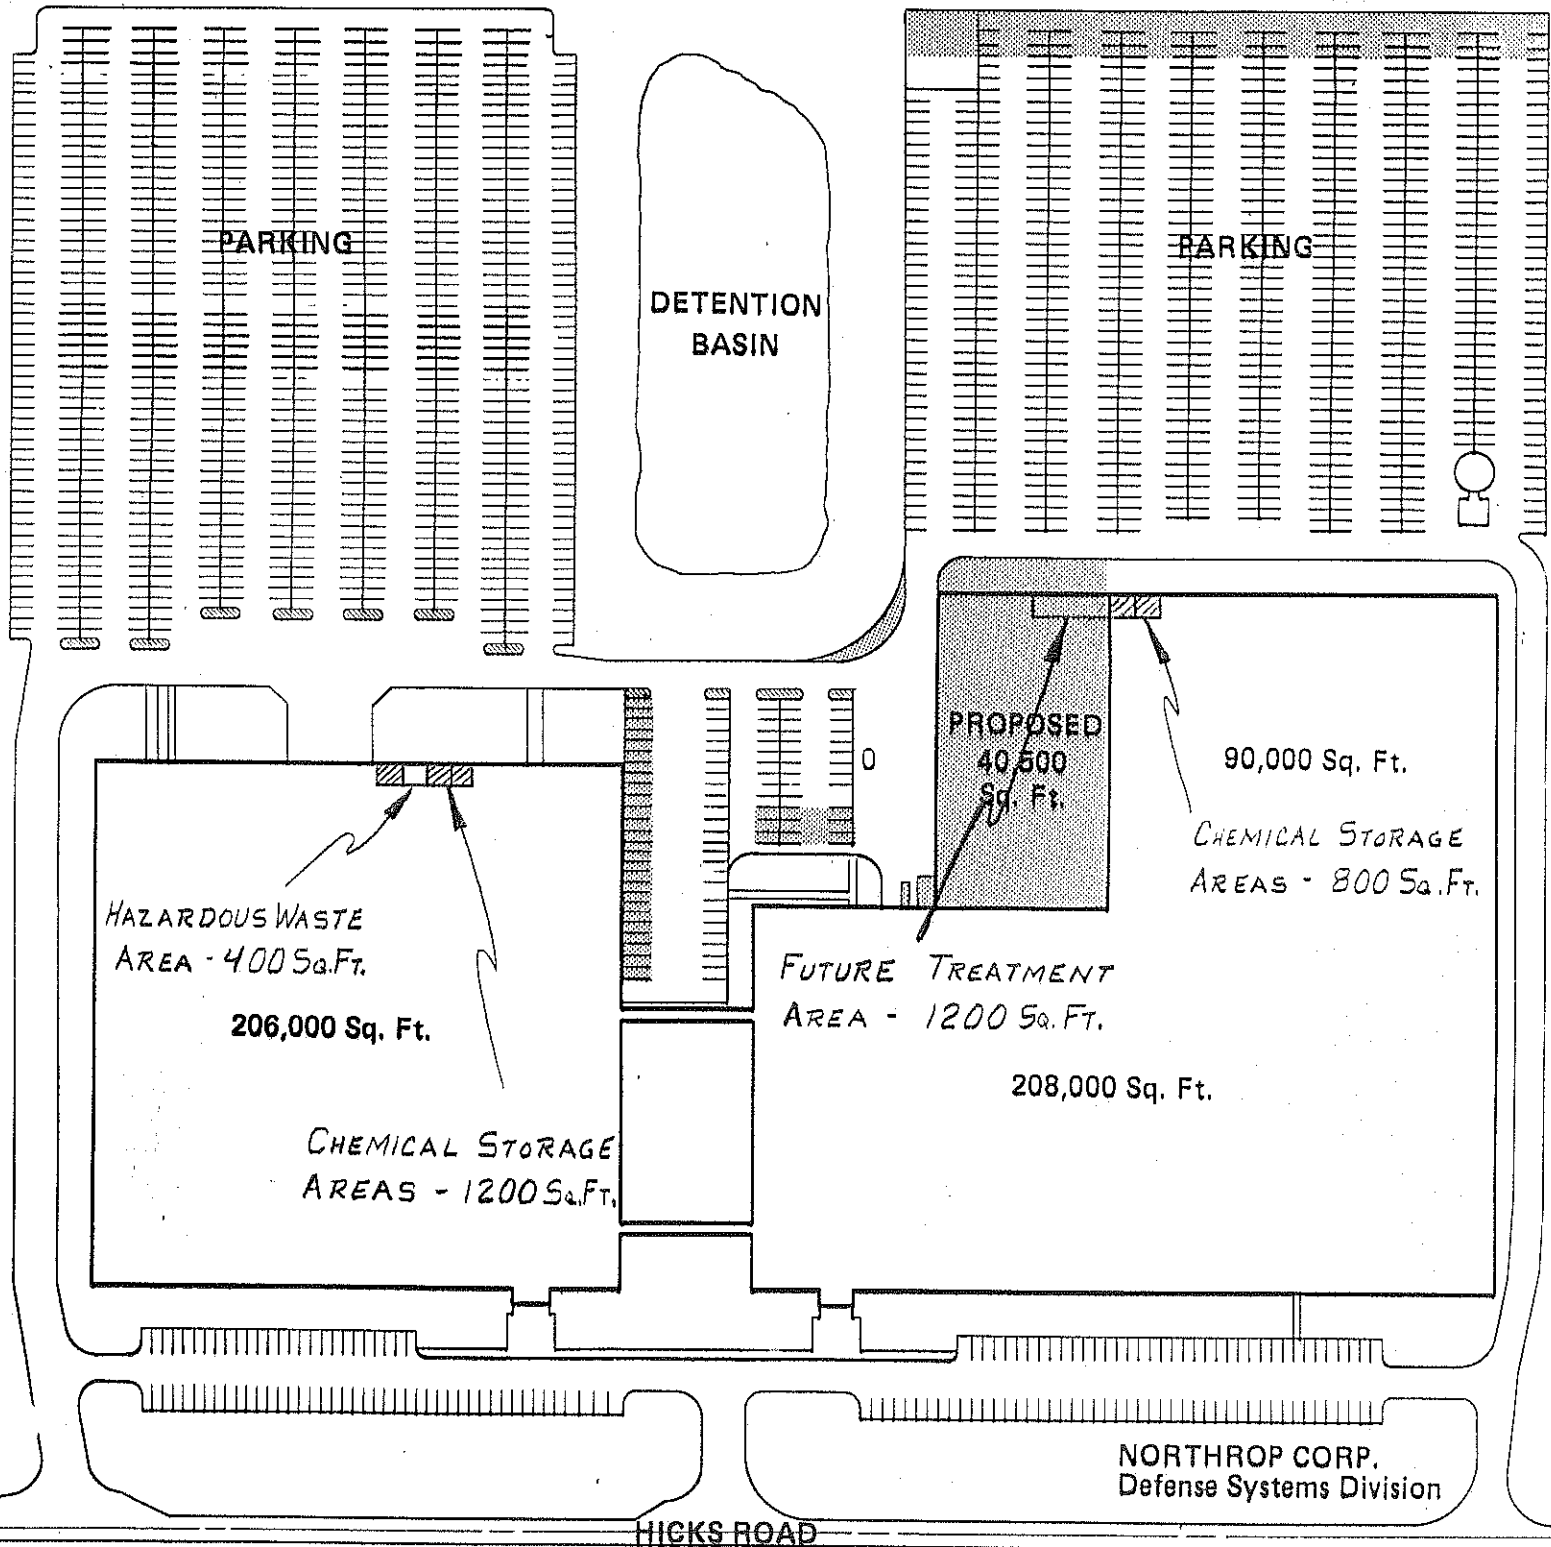 PARKING
PARKING
DETENTION
BASIN
PROPOSED
40,500
Sq. Ft.
90,000 Sq. Ft.
CHEMICAL STORAGE
AREAS - 800 SQ. FT.
HAZARDOUS WASTE
AREA - 400 SQ. FT.
206,000 Sq. Ft.
FUTURE TREATMENT
AREA - 1200 SQ. FT.
208,000 Sq. Ft.
CHEMICAL STORAGE
AREAS - 1200 SQ. FT.
NORTHROP CORP.
Defense Systems Division
HICKS ROAD